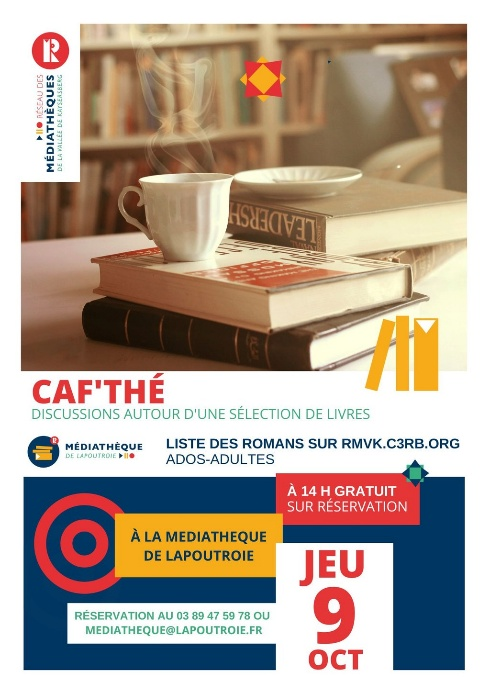 RÉSEAU DES
MÉDIATHÈQUES
DE LA VALLÉE DE KAYSERSBERG
LEADERSH
CAF'THÉ
DISCUSSIONS AUTOUR D'UNE SÉLECTION DE LIVRES
MÉDIATHÈQUE
DE LAPOUTROIE
LISTE DES ROMANS SUR RMVK.C3RB.ORG
ADOS-ADULTES
À 14 H GRATUIT
SUR RÉSERVATION
À LA MEDIATHEQUE
DE LAPOUTROIE
JEU
9
OCT
RÉSERVATION AU 03 89 47 59 78 OU
MEDIATHEQUE@LAPOUTROIE.FR